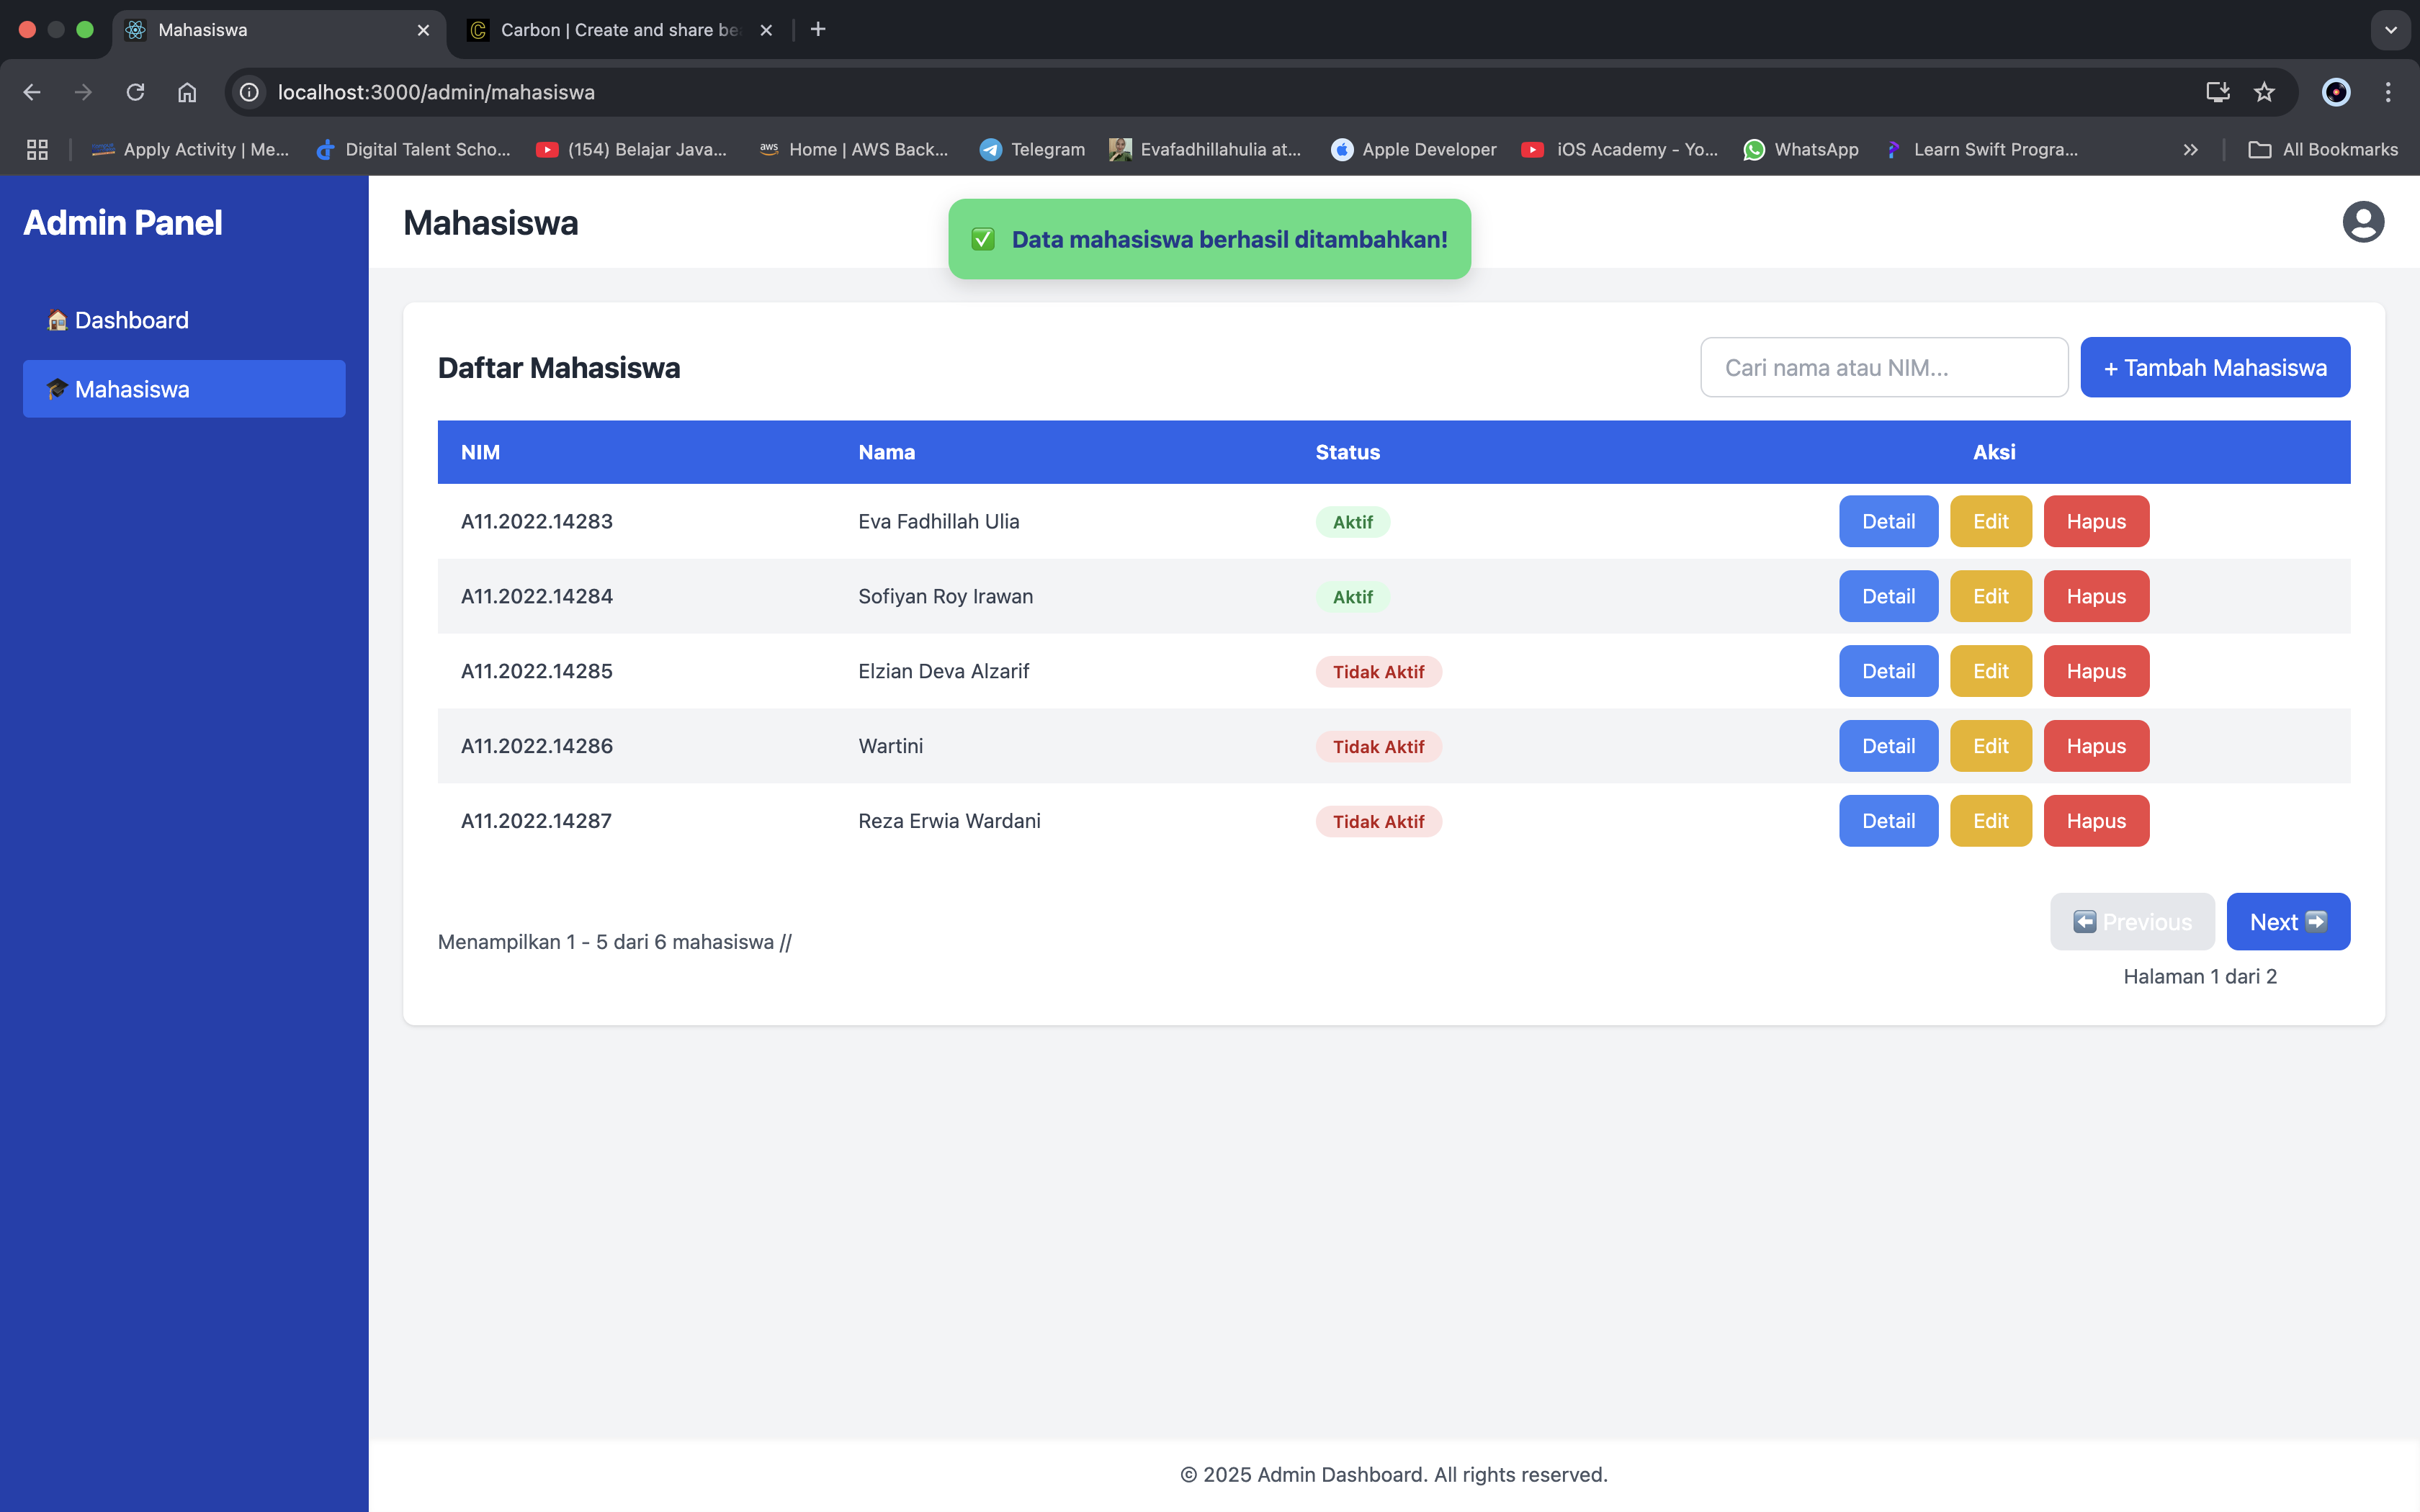 Mahasiswa
Carbon | Create and share be
localhost:3000/admin/mahasiswa
Apply Activity | Me...
Digital Talent Scho...
(154) Belajar Java...
aws
Home | AWS Back...
Telegram
Evafadhillahulia at...
Apple Developer
iOS Academy - Yo...
WhatsApp
Learn Swift Progra...
All Bookmarks
Admin Panel
Dashboard
Mahasiswa
Mahasiswa
Data mahasiswa berhasil ditambahkan!
Daftar Mahasiswa
Cari nama atau NIM...
+ Tambah Mahasiswa
NIM Nama Status Aksi
A11.2022.14283 Eva Fadhillah Ulia Aktif Detail Edit Hapus
A11.2022.14284 Sofiyan Roy Irawan Aktif Detail Edit Hapus
A11.2022.14285 Elzian Deva Alzarif Tidak Aktif Detail Edit Hapus
A11.2022.14286 Wartini Tidak Aktif Detail Edit Hapus
A11.2022.14287 Reza Erwia Wardani Tidak Aktif Detail Edit Hapus
Menampilkan 1 - 5 dari 6 mahasiswa //
Previous
Next
Halaman 1 dari 2
© 2025 Admin Dashboard. All rights reserved.